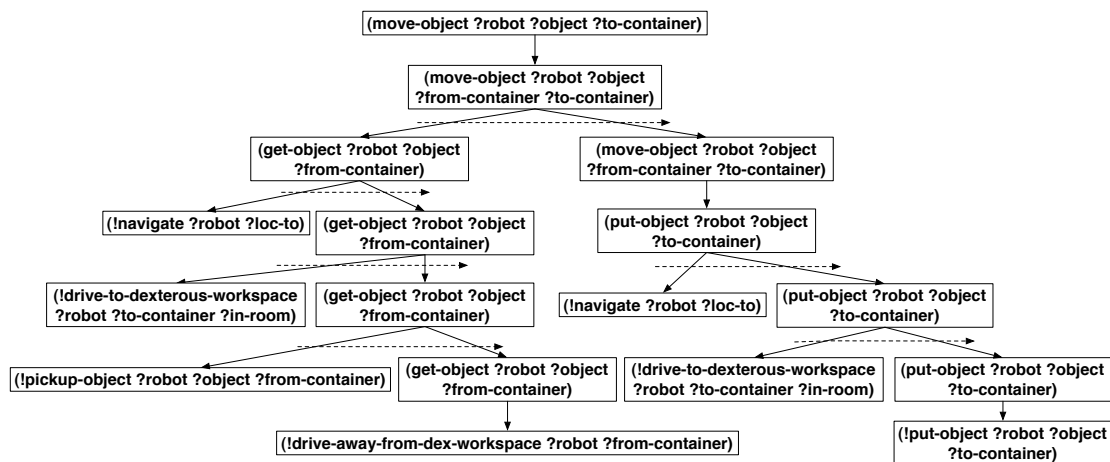 (move-object ?robot ?object ?to-container)
(move-object ?robot ?object
?from-container ?to-container)
(get-object ?robot ?object
?from-container)
(move-object ?robot ?object
?from-container ?to-container)
(!navigate ?robot ?loc-to)
(get-object ?robot ?object
?from-container)
(put-object ?robot ?object
?to-container)
(!drive-to-dexterous-workspace
?robot ?to-container ?in-room)
(get-object ?robot ?object
?from-container)
(!navigate ?robot ?loc-to)
(put-object ?robot ?object
?to-container)
(!pickup-object ?robot ?object ?from-container)
(get-object ?robot ?object
?from-container)
(!drive-to-dexterous-workspace
?robot ?to-container ?in-room)
(put-object ?robot ?object
?to-container)
(!drive-away-from-dex-workspace ?robot ?from-container)
(!put-object ?robot ?object
?to-container)